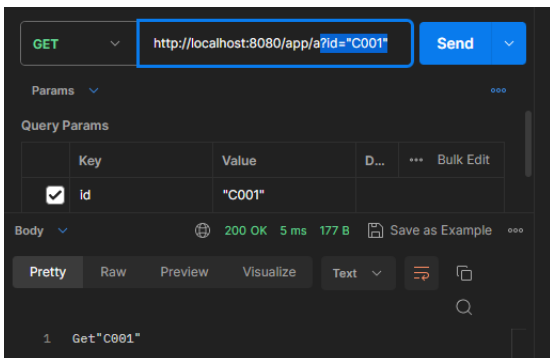 GET http://localhost:8080/app/a?id="C001" Send
Params
Query Params
Key Value D... Bulk Edit
id "C001"
Body 200 OK 5 ms 177 B Save as Example
Pretty Raw Preview Visualize Text
1 Get"C001"